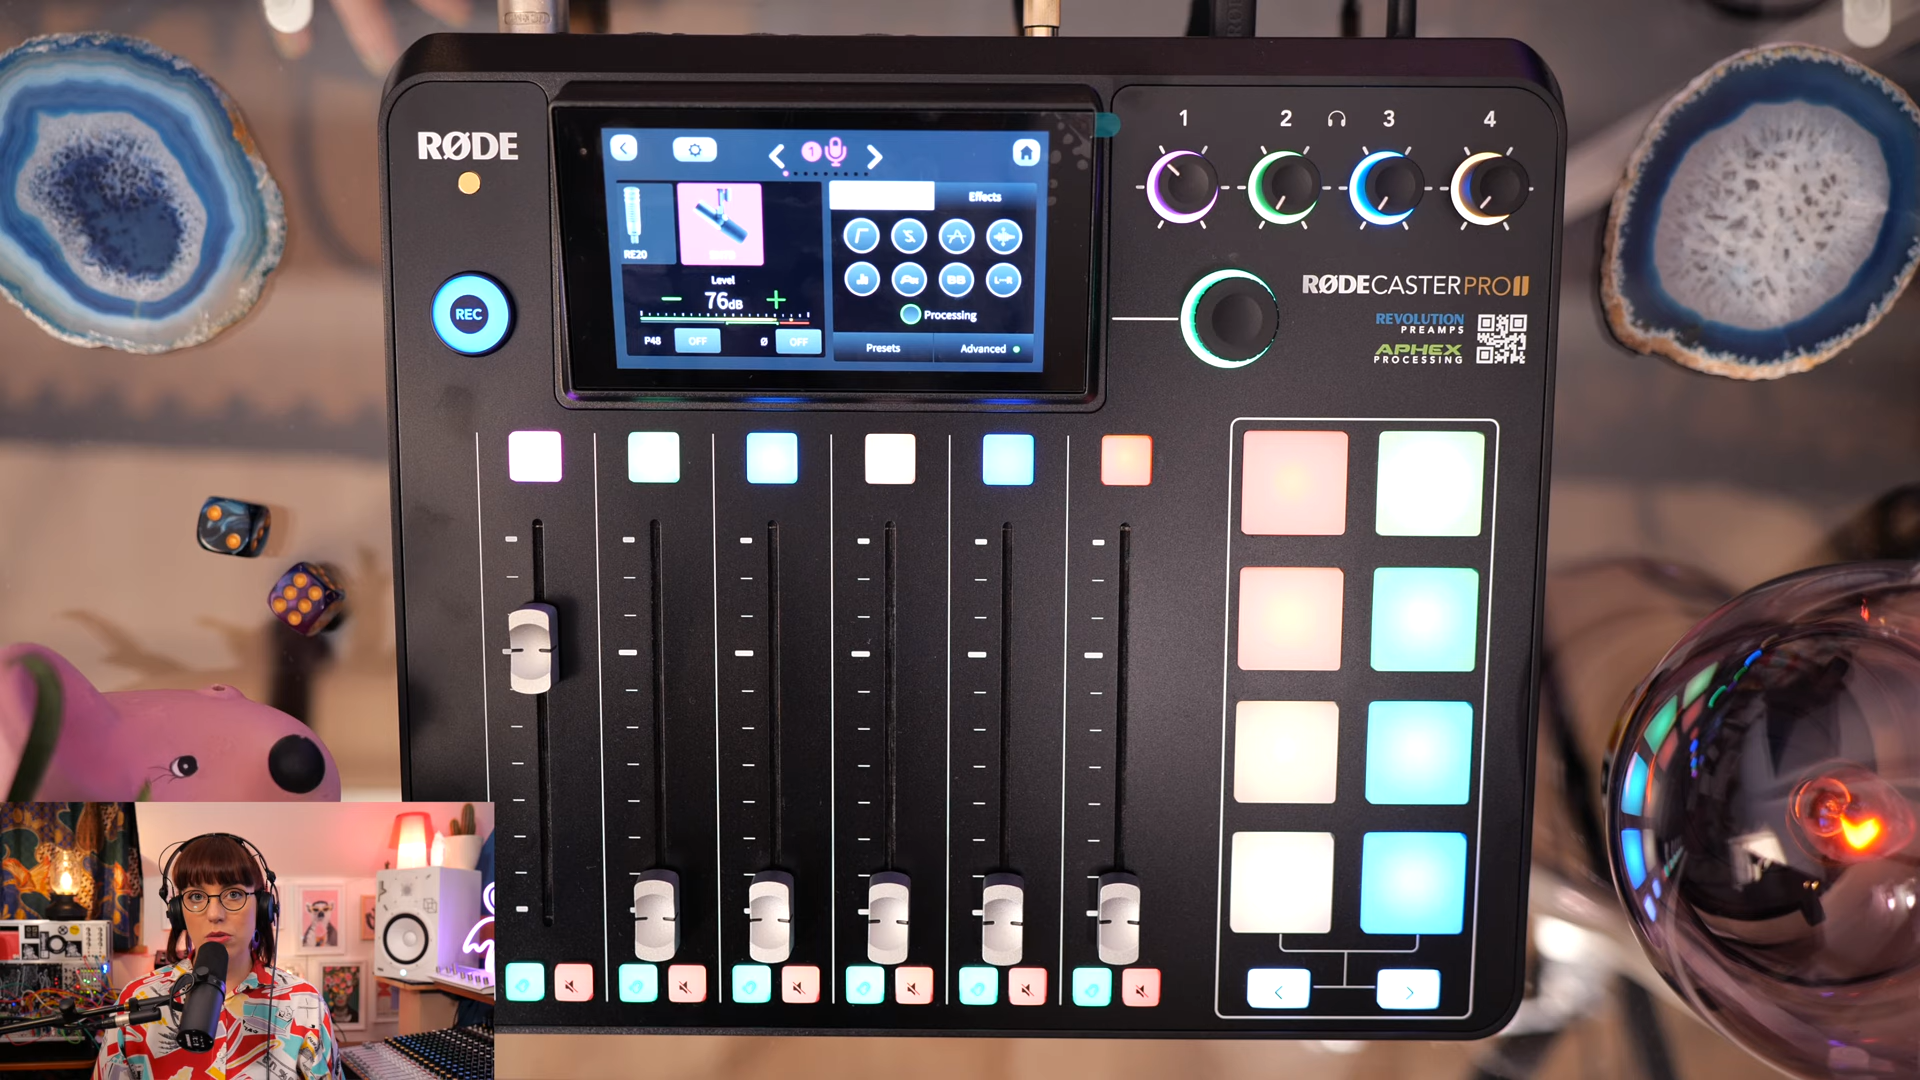 RØDE
REC
1
RE20
Level
76dB
P48
OFF
Ø
OFF
Effects
Processing
Presets
Advanced
1
2
3
4
RØDECASTER PRO II
REVOLUTION
PREAMPS
APHEX
PROCESSING